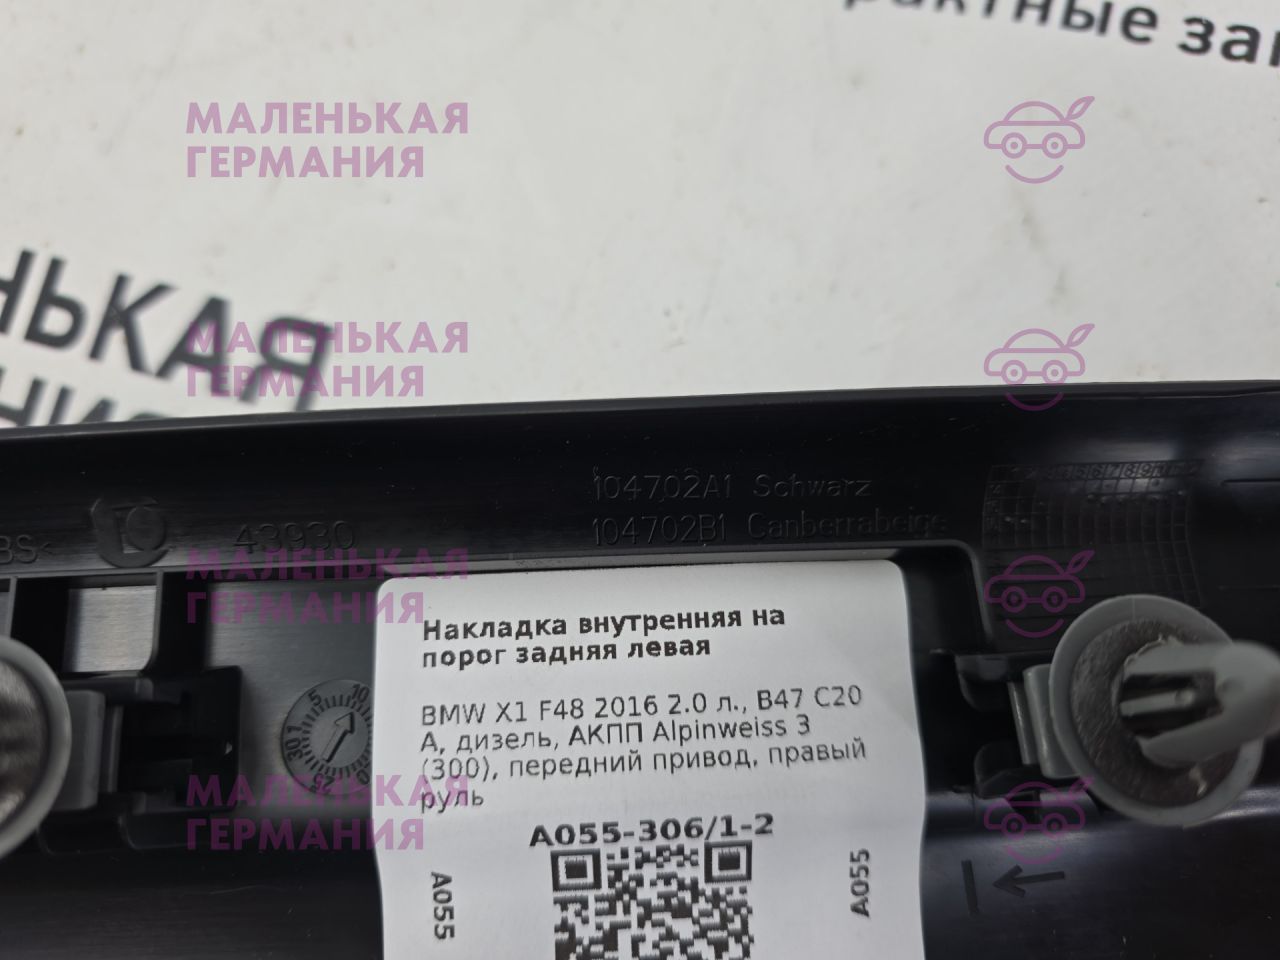 рактные зап
МАЛЕНЬКАЯ
ГЕРМАНИЯ
НЬКАЯ
МАЛЕНЬКАЯ
ГЕРМАНИЯ
104702A1 Schwarz
104702B1 Canberrabeige
BS<
43930
МАЛЕНЬКАЯ
ГЕРМАНИЯ
Накладка внутренняя на
порог задняя левая
BMW X1 F48 2016 2.0 л., B47 C20
A, дизель, АКПП Alpinweiss 3
(300), передний привод, правый
руль
МАЛЕНЬКАЯ
ГЕРМАНИЯ
A055-306/1-2
A055
A055